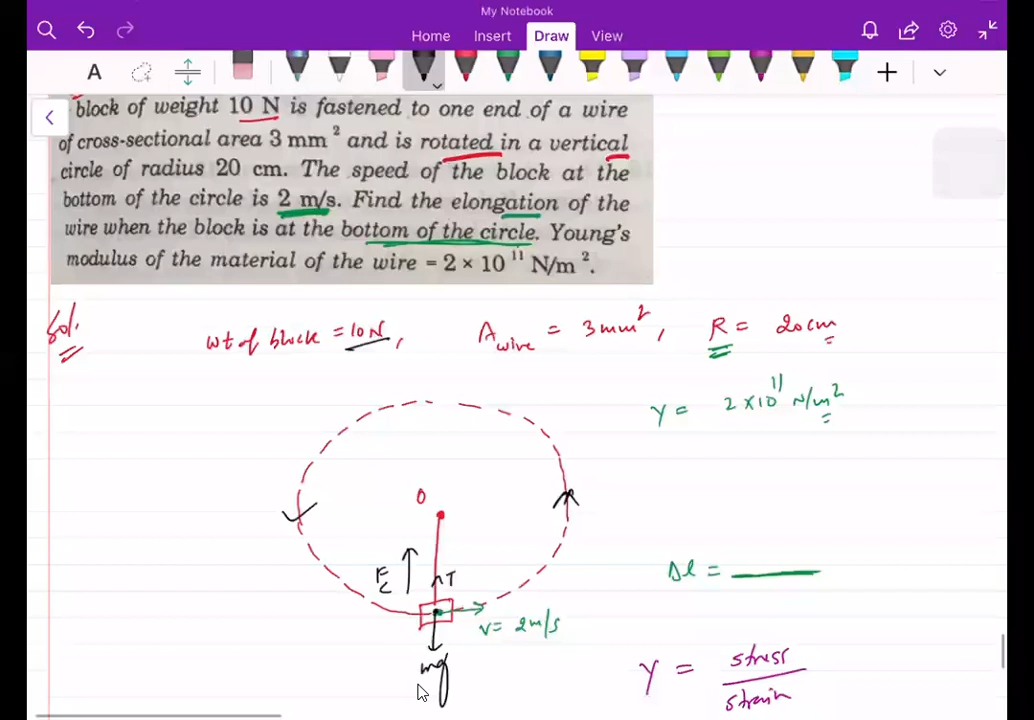 My Notebook
Home Insert Draw View
A
block of weight 10 N is fastened to one end of a wire
of cross-sectional area 3 mm² and is rotated in a vertical
circle of radius 20 cm. The speed of the block at the
bottom of the circle is 2 m/s. Find the elongation of the
wire when the block is at the bottom of the circle. Young's
modulus of the material of the wire = 2 × 10¹¹ N/m².
Sol.
wt of block = 10N, A wire = 3mm², R = 20cm
Y = 2×10¹¹ N/m²
O
Fc T
Δl =
v = 2m/s
mg
Y = stress
strain